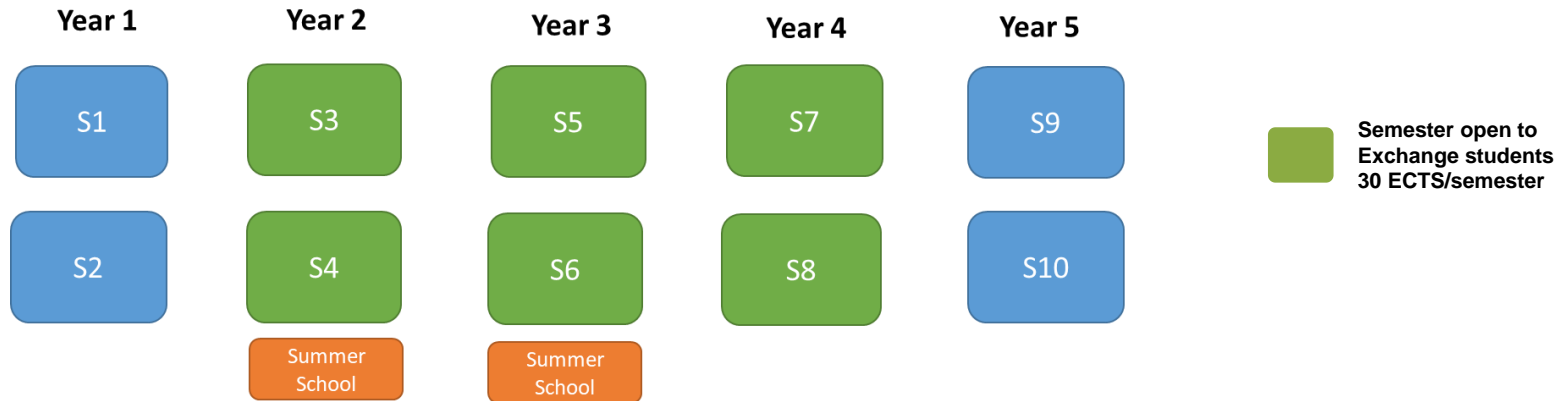 Year 1
Year 2
Year 3
Year 4
Year 5
S1
S3
S5
S7
S9
Semester open to
Exchange students
30 ECTS/semester
S2
S4
S6
S8
S10
Summer
School
Summer
School